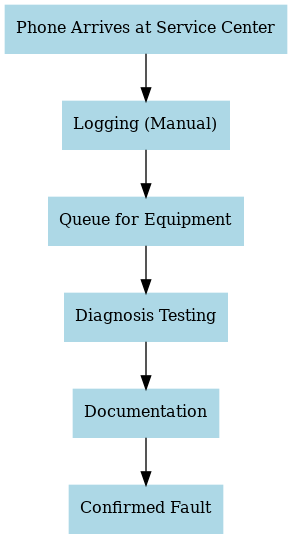 Phone Arrives at Service Center
Logging (Manual)
Queue for Equipment
Diagnosis Testing
Documentation
Confirmed Fault